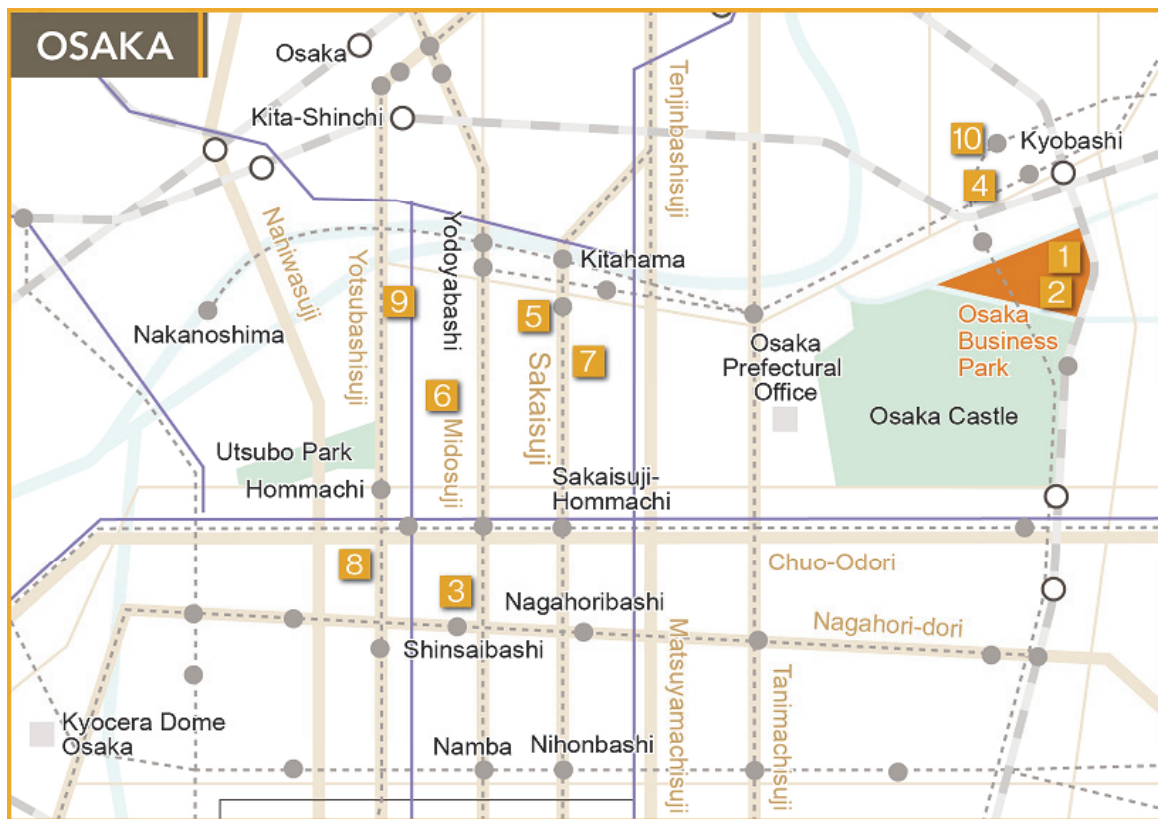 OSAKA
Osaka
Kita-Shinchi
Tenjinbashisuji
10
Kyobashi
4
Naniwasuji
Yotsubashisuji
Yodoyabashi
Kitahama
1
2
9
5
Nakanoshima
7
Osaka
Prefectural
Office
Osaka
Business
Park
6
Midosuji
Sakaisuji
Osaka Castle
Utsubo Park
Hommachi
Sakaisuji-
Hommachi
8
3
Chuo-Odori
Nagahoribashi
Nagahori-dori
Shinsaibashi
Matsuyamachisuji
Tanimachisuji
Kyocera Dome
Osaka
Namba
Nihonbashi